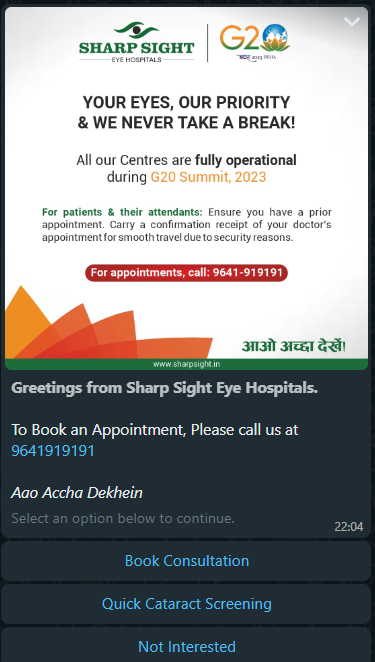 SHARP SIGHT
EYE HOSPITALS
G20
YOUR EYES, OUR PRIORITY
& WE NEVER TAKE A BREAK!
All our Centres are fully operational
during G20 Summit, 2023
For patients & their attendants: Ensure you have a prior
appointment. Carry a confirmation receipt of your doctor's
appointment for smooth travel due to security reasons.
For appointments, call: 9641-919191
आओ अच्छा देखें!
www.sharpsight.in
Greetings from Sharp Sight Eye Hospitals.
To Book an Appointment, Please call us at
9641919191
Aao Accha Dekhein
Select an option below to continue.
22:04
Book Consultation
Quick Cataract Screening
Not Interested